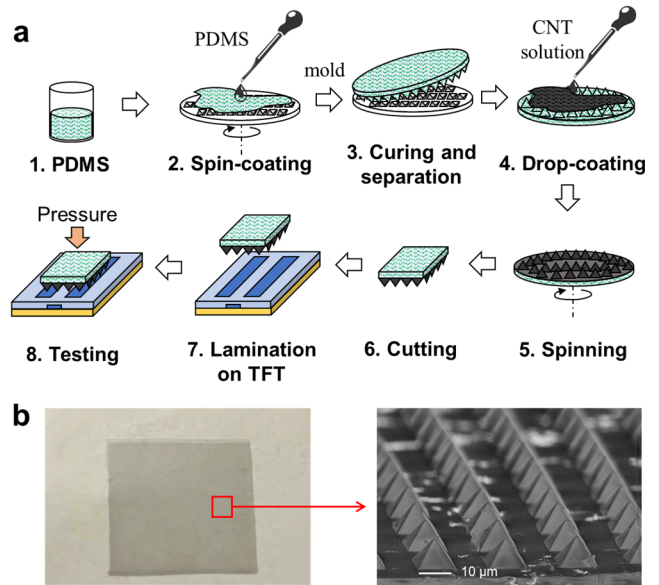 a
PDMS
CNT
solution
mold
1. PDMS
2. Spin-coating
3. Curing and
separation
4. Drop-coating
Pressure
8. Testing
7. Lamination
on TFT
6. Cutting
5. Spinning
b
10 μm